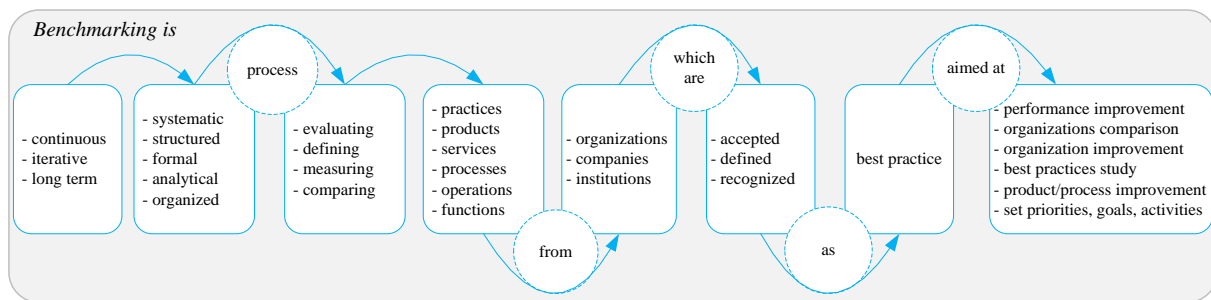 Benchmarking is
- continuous
- iterative
- long term
- systematic
- structured
- formal
- analytical
- organized
process
- evaluating
- defining
- measuring
- comparing
- practices
- products
- services
- processes
- operations
- functions
from
- organizations
- companies
- institutions
which
are
- accepted
- defined
- recognized
as
best practice
aimed at
- performance improvement
- organizations comparison
- organization improvement
- best practices study
- product/process improvement
- set priorities, goals, activities